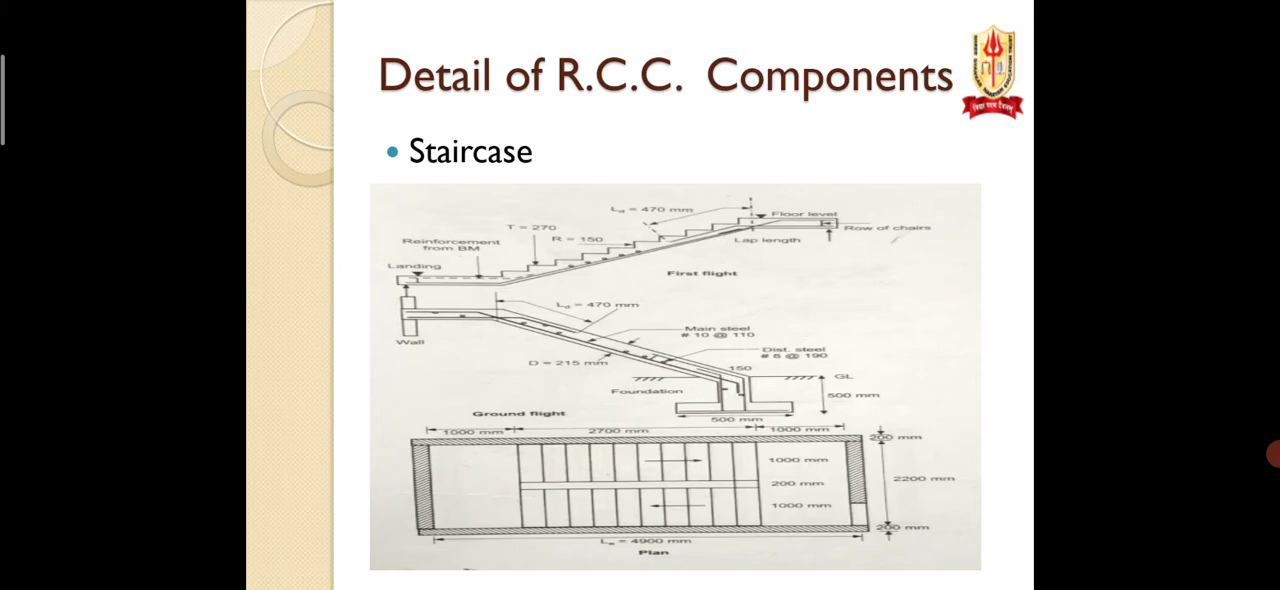 Detail of R.C.C. Components
Staircase
Ld = 470 mm
Floor level
T = 270
R = 150
Row of chairs
Reinforcement
from BM
Lap length
Landing
First flight
Ld = 470 mm
Main steel
# 10 @ 110
Wall
Dist. steel
@ 190
D = 215 mm
150
GL
Foundation
500 mm
Ground flight
500 mm
1000 mm
2700 mm
1000 mm
200 mm
1000 mm
200 mm
2200 mm
1000 mm
200 mm
= 4900 mm
Plan